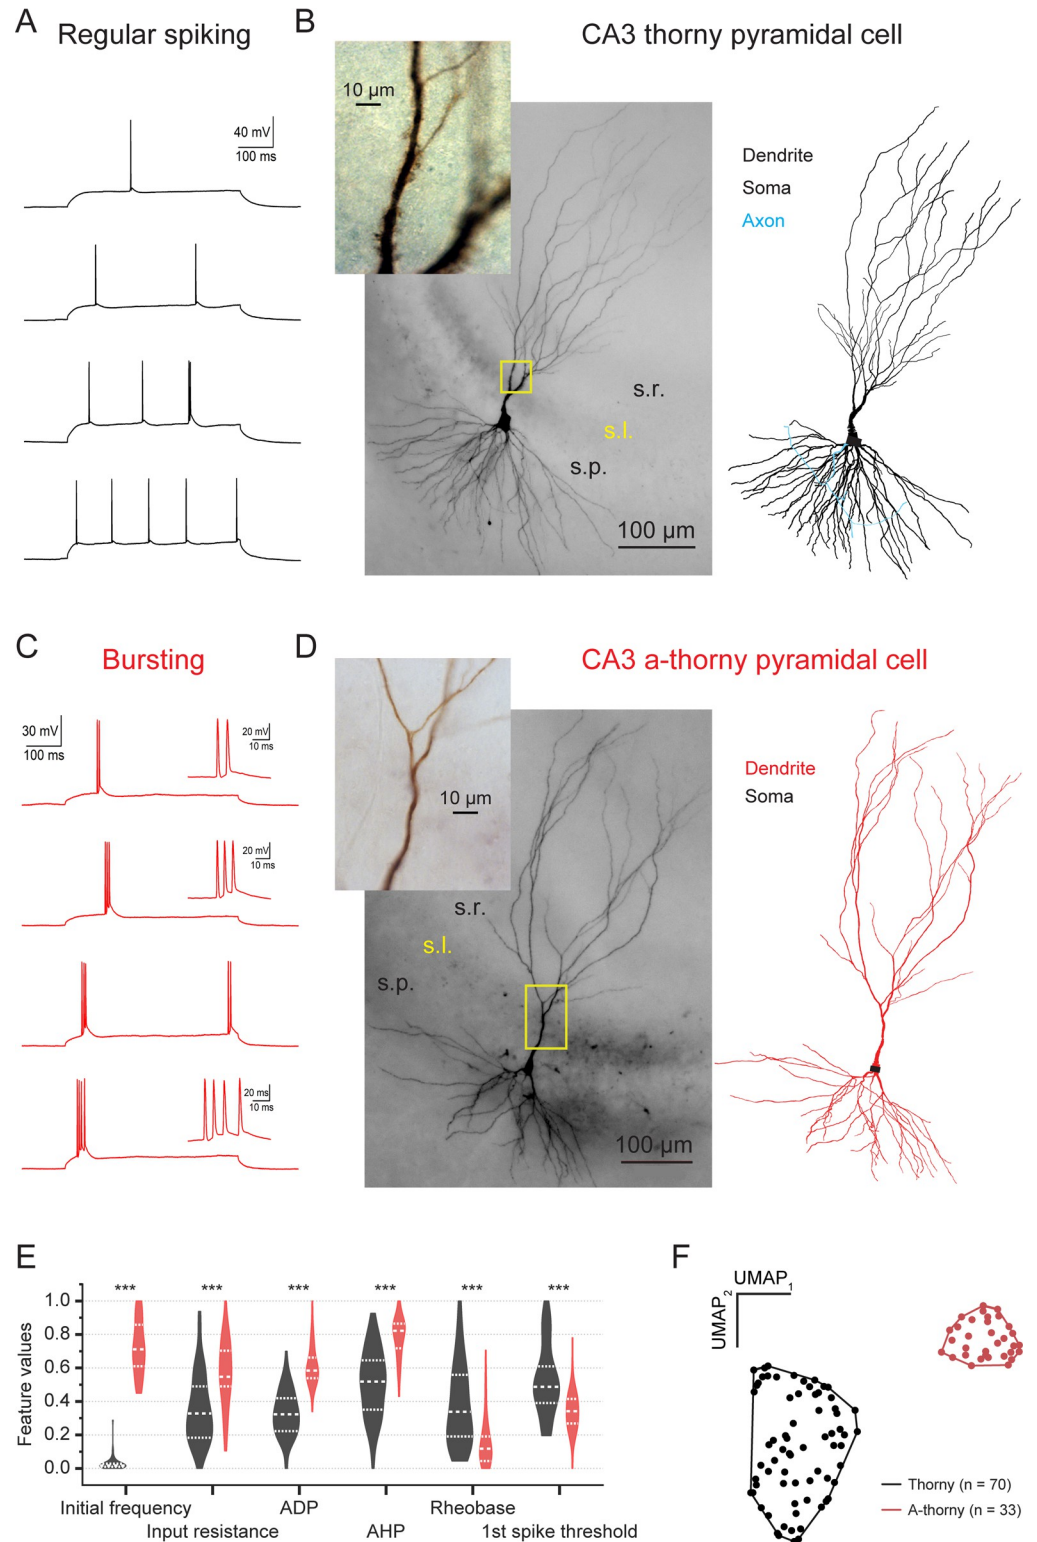 A
Regular spiking
40 mV
100 ms
B
CA3 thorny pyramidal cell
10 µm
s.r.
s.l.
s.p.
100 µm
Dendrite
Soma
Axon
C
Bursting
30 mV
100 ms
20 mV
10 ms
20 mV
10 ms
20 ms
10 ms
D
CA3 a-thorny pyramidal cell
10 µm
s.r.
s.l.
s.p.
100 µm
Dendrite
Soma
E
*** *** *** *** *** ***
Feature values
1.0
0.8
0.6
0.4
0.2
0.0
Initial frequency
Input resistance
ADP
AHP
Rheobase
1st spike threshold
F
UMAP1
UMAP2
Thorny (n = 70)
A-thorny (n = 33)